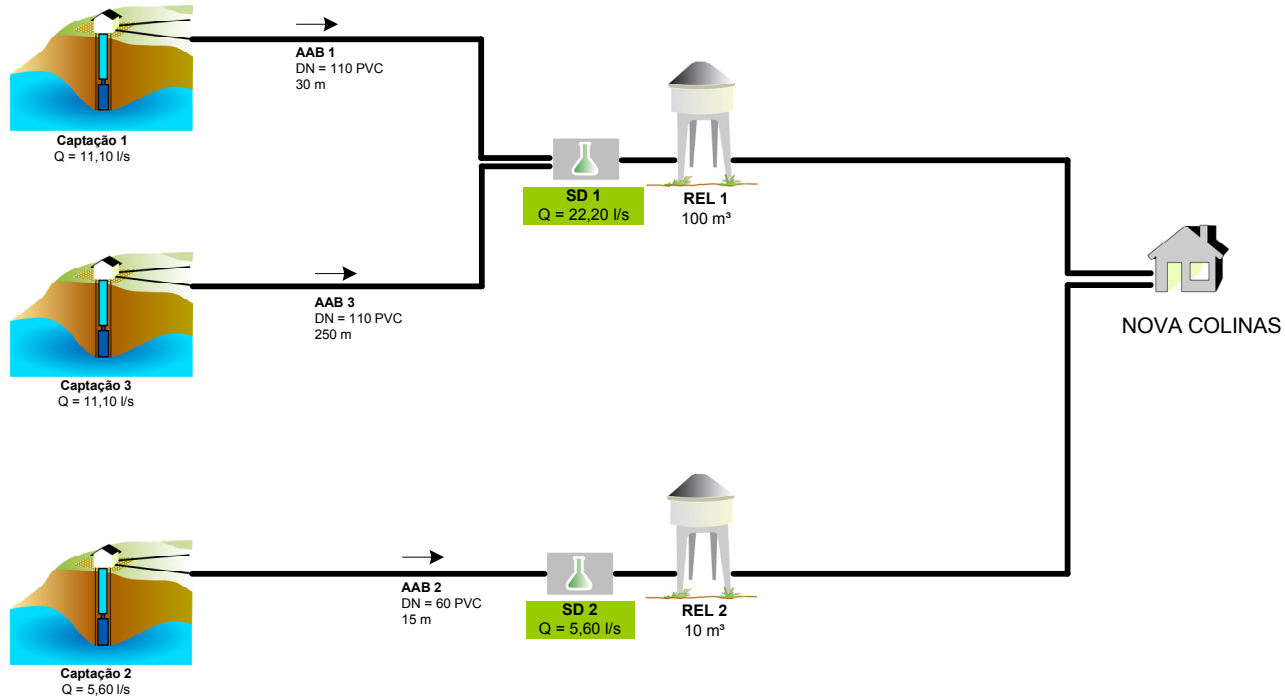 AAB 1
DN = 110 PVC
30 m
Captação 1
Q = 11,10 l/s
SD 1
Q = 22,20 l/s
REL 1
100 m³
AAB 3
DN = 110 PVC
250 m
NOVA COLINAS
Captação 3
Q = 11,10 l/s
AAB 2
DN = 60 PVC
15 m
SD 2
Q = 5,60 l/s
REL 2
10 m³
Captação 2
Q = 5,60 l/s